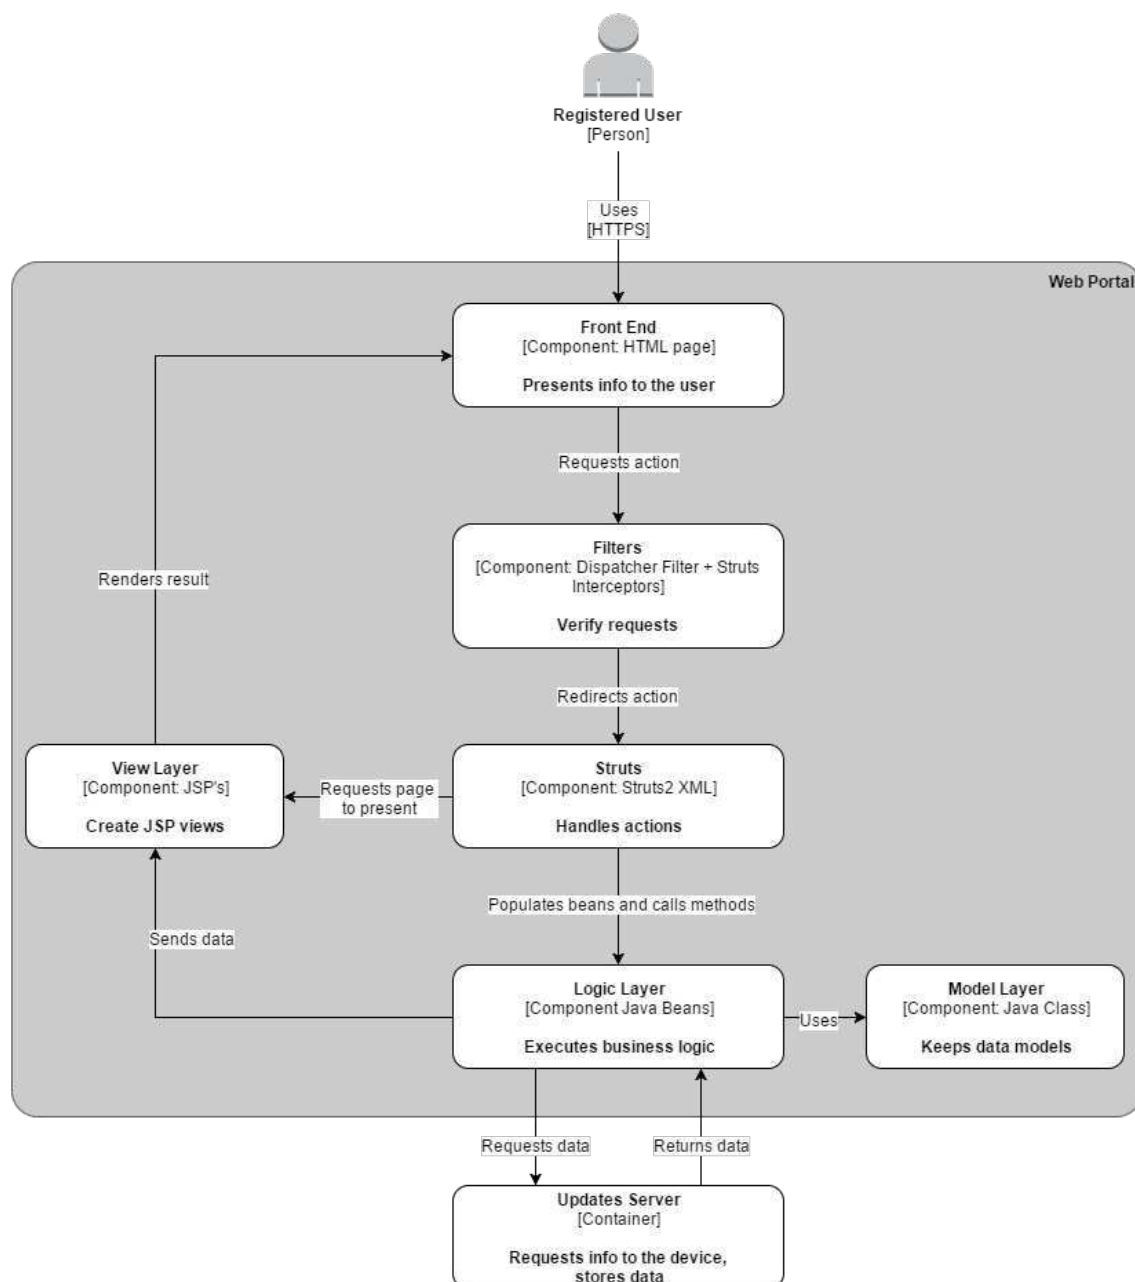 Registered User
[Person]
Uses
[HTTPS]
Web Portal
Front End
[Component: HTML page]
Presents info to the user
Requests action
Filters
[Component: Dispatcher Filter + Struts
Interceptors]
Verify requests
Renders result
Redirects action
View Layer
[Component: JSP's]
Create JSP views
Requests page
to present
Struts
[Component: Struts2 XML]
Handles actions
Populates beans and calls methods
Sends data
Logic Layer
[Component Java Beans]
Executes business logic
Uses
Model Layer
[Component: Java Class]
Keeps data models
Requests data
Returns data
Updates Server
[Container]
Requests info to the device,
stores data